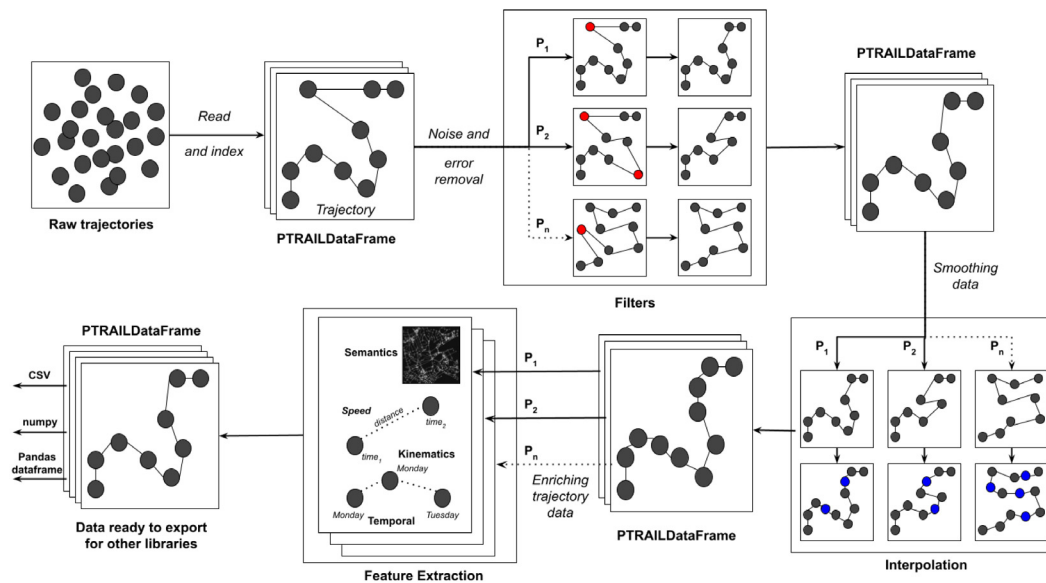 Raw trajectories
Read
and index
Trajectory
PTRAILDataFrame
Noise and
error
removal
P1
P2
Pn
Filters
PTRAILDataFrame
Smoothing
data
P1
P2
Pn
Interpolation
PTRAILDataFrame
P1
P2
Pn
Enriching
trajectory
data
Semantics
Speed
distance
time1
time2
Kinematics
Monday
Monday
Tuesday
Temporal
Feature Extraction
PTRAILDataFrame
CSV
numpy
Pandas
dataframe
Data ready to export
for other libraries